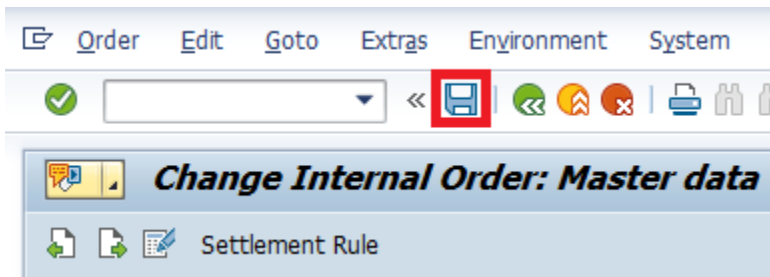 Order Edit Goto Extras Environment System
Change Internal Order: Master data
Settlement Rule